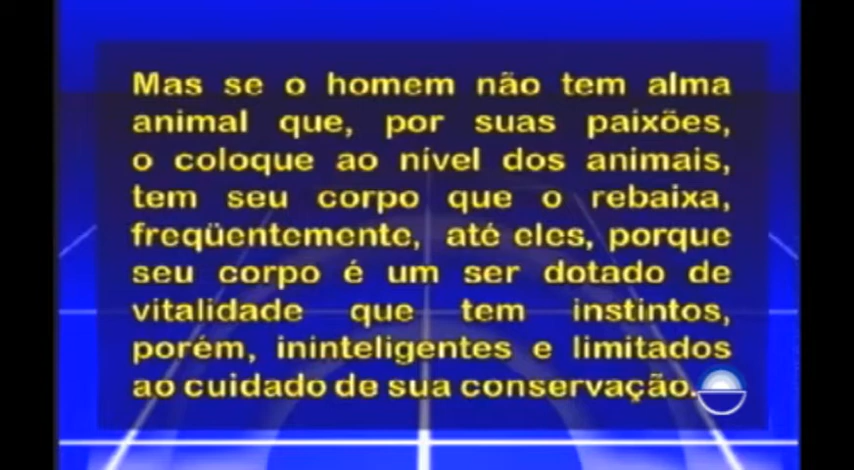 Mas se o homem não tem alma
animal que, por suas paixões,
o coloque ao nível dos animais,
tem seu corpo que o rebaixa,
freqüentemente, até eles, porque
seu corpo é um ser dotado de
vitalidade que tem instintos,
porém, ininteligentes e limitados
ao cuidado de sua conservação.